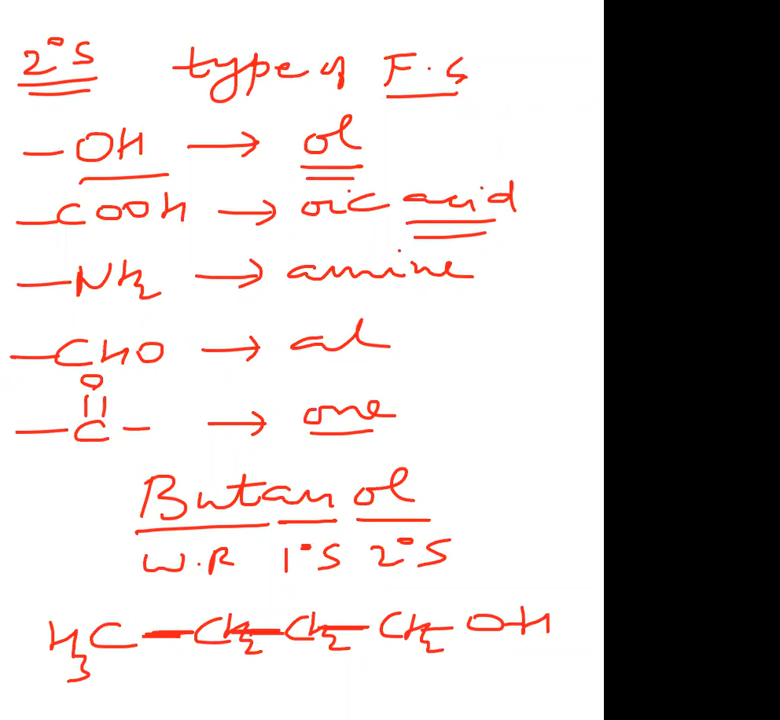 2°S type of F.G
—OH → ol
—COOH → oic acid
—NH2 → amine
—CHO → al
O
||
—C— → one
Butanol
W.R 1°S 2°S
H3C—CH2—CH2—CH2—OH